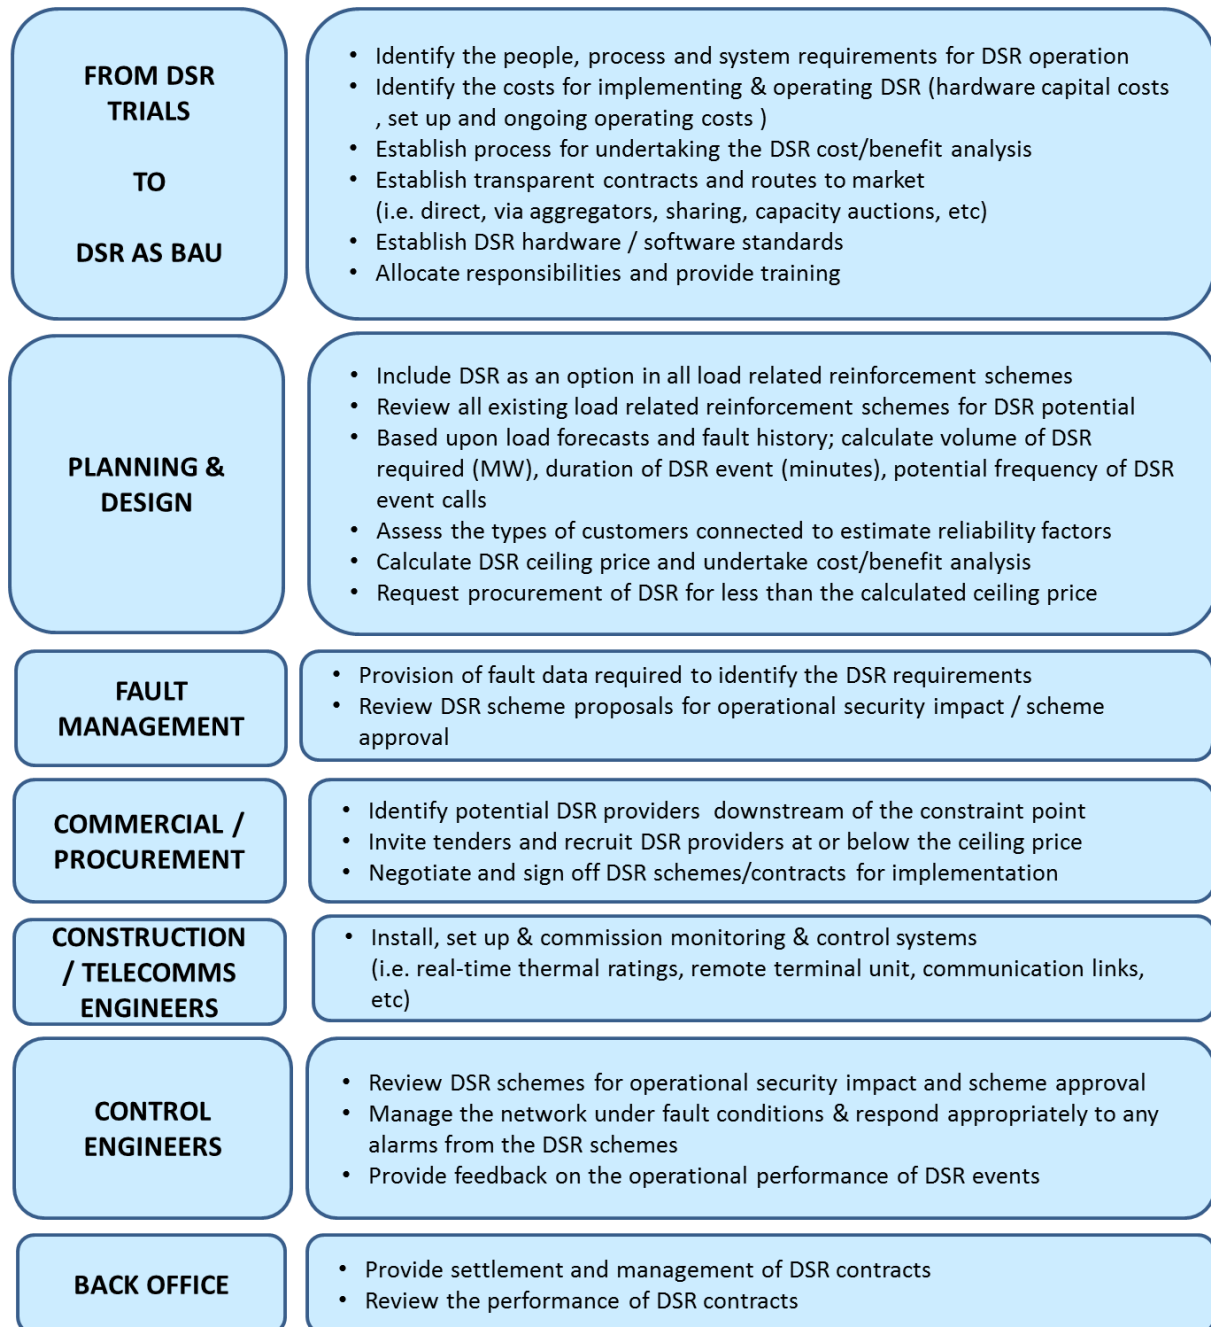 FROM DSR
TRIALS
TO
DSR AS BAU
• Identify the people, process and system requirements for DSR operation
• Identify the costs for implementing & operating DSR (hardware capital costs
, set up and ongoing operating costs )
• Establish process for undertaking the DSR cost/benefit analysis
• Establish transparent contracts and routes to market
(i.e. direct, via aggregators, sharing, capacity auctions, etc)
• Establish DSR hardware / software standards
• Allocate responsibilities and provide training
PLANNING &
DESIGN
• Include DSR as an option in all load related reinforcement schemes
• Review all existing load related reinforcement schemes for DSR potential
• Based upon load forecasts and fault history; calculate volume of DSR
required (MW), duration of DSR event (minutes), potential frequency of DSR
event calls
• Assess the types of customers connected to estimate reliability factors
• Calculate DSR ceiling price and undertake cost/benefit analysis
• Request procurement of DSR for less than the calculated ceiling price
FAULT
MANAGEMENT
• Provision of fault data required to identify the DSR requirements
• Review DSR scheme proposals for operational security impact / scheme
approval
COMMERCIAL /
PROCUREMENT
• Identify potential DSR providers downstream of the constraint point
• Invite tenders and recruit DSR providers at or below the ceiling price
• Negotiate and sign off DSR schemes/contracts for implementation
CONSTRUCTION
/ TELECOMMS
ENGINEERS
• Install, set up & commission monitoring & control systems
(i.e. real-time thermal ratings, remote terminal unit, communication links,
etc)
CONTROL
ENGINEERS
• Review DSR schemes for operational security impact and scheme approval
• Manage the network under fault conditions & respond appropriately to any
alarms from the DSR schemes
• Provide feedback on the operational performance of DSR events
BACK OFFICE
• Provide settlement and management of DSR contracts
• Review the performance of DSR contracts